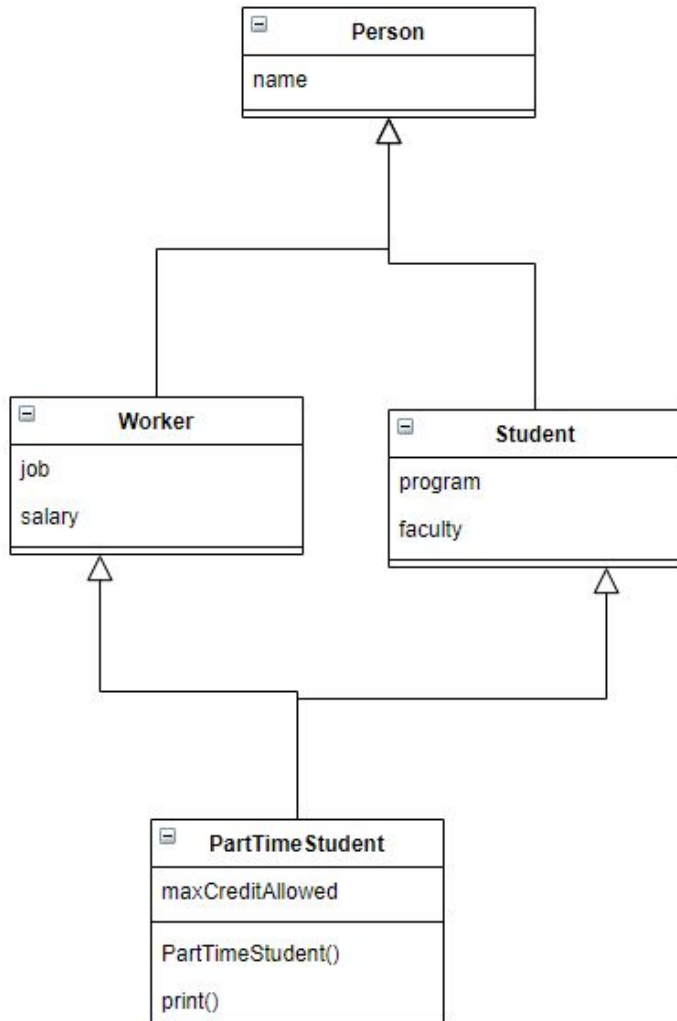 Person
name
Worker
job
salary
Student
program
faculty
PartTimeStudent
maxCreditAllowed
PartTimeStudent()
print()